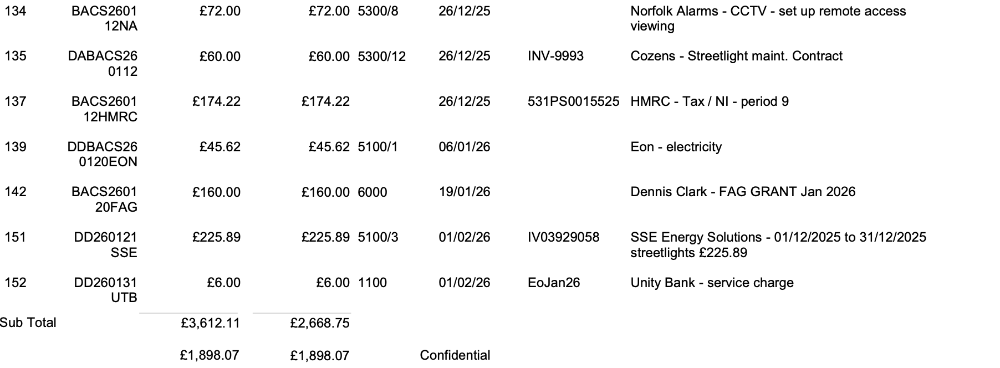 134 BACS2601 £72.00 £72.00 5300/8 26/12/25 Norfolk Alarms - CCTV - set up remote access
12NA viewing
135 DABACS26 £60.00 £60.00 5300/12 26/12/25 INV-9993 Cozens - Streetlight maint. Contract
0112
137 BACS2601 £174.22 £174.22 26/12/25 531PS0015525 HMRC - Tax / NI - period 9
12HMRC
139 DDBACS26 £45.62 £45.62 5100/1 06/01/26 Eon - electricity
0120EON
142 BACS2601 £160.00 £160.00 6000 19/01/26 Dennis Clark - FAG GRANT Jan 2026
20FAG
151 DD260121 £225.89 £225.89 5100/3 01/02/26 IV03929058 SSE Energy Solutions - 01/12/2025 to 31/12/2025
SSE streetlights £225.89
152 DD260131 £6.00 £6.00 1100 01/02/26 EoJan26 Unity Bank - service charge
UTB
Sub Total £3,612.11 £2,668.75
£1,898.07 £1,898.07 Confidential